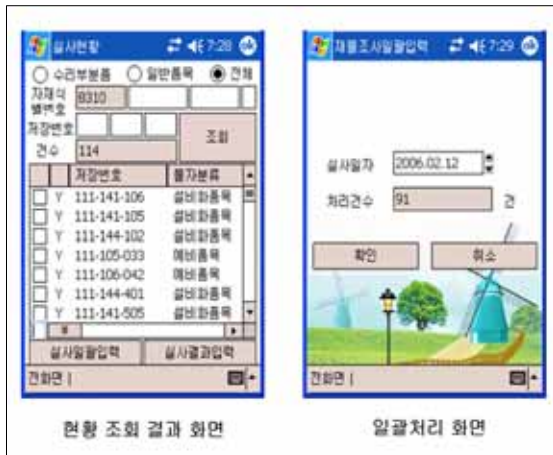 실사현황 7:28 ok
수리부분품 일반품목 전체
자재식별번호 8310
저장번호
조회
건수 114
저장번호 물자분류
Y 111-141-106 설비화품목
Y 111-141-105 설비화품목
Y 111-144-102 설비화품목
Y 111-105-033 예비품목
Y 111-106-042 예비품목
Y 111-144-401 설비화품목
Y 111-141-505 설비화품목
실사일괄입력 실사결과입력
전화면
현황 조회 결과 화면
재물조사일괄입력 7:29 ok
실사일자 2006.02.12
처리건수 91 건
확인 취소
전화면
일괄처리 화면